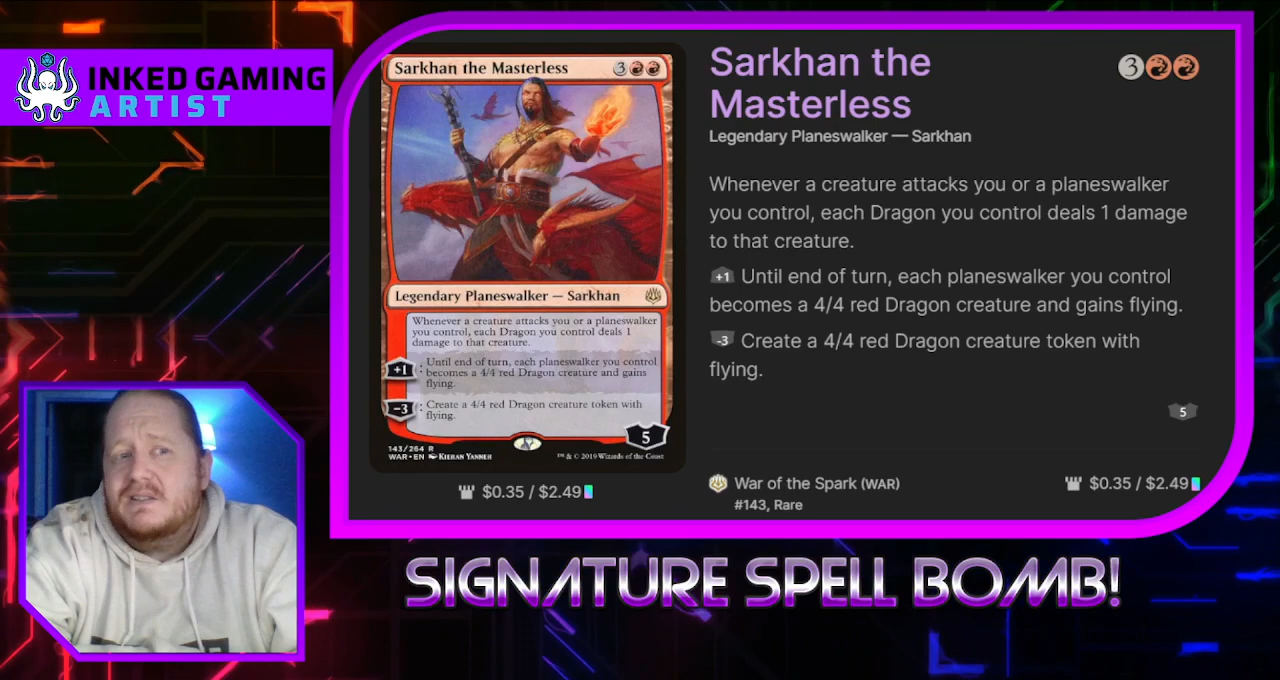 INKED GAMING
ARTIST
Sarkhan the Masterless 3
Legendary Planeswalker — Sarkhan
Whenever a creature attacks you or a planeswalker
you control, each Dragon you control deals 1
damage to that creature.
+1: Until end of turn, each planeswalker you control
becomes a 4/4 red Dragon creature and gains
flying.
−3: Create a 4/4 red Dragon creature token with
flying.
5
143/264 R
WAR • EN KIERAN YANNER
™ & © 2019 Wizards of the Coast
$0.35 / $2.49
Sarkhan the 3
Masterless
Legendary Planeswalker — Sarkhan
Whenever a creature attacks you or a planeswalker
you control, each Dragon you control deals 1 damage
to that creature.
+1 Until end of turn, each planeswalker you control
becomes a 4/4 red Dragon creature and gains flying.
-3 Create a 4/4 red Dragon creature token with
flying.
5
War of the Spark (WAR) $0.35 / $2.49
#143, Rare
SIGNATURE SPELL BOMB!